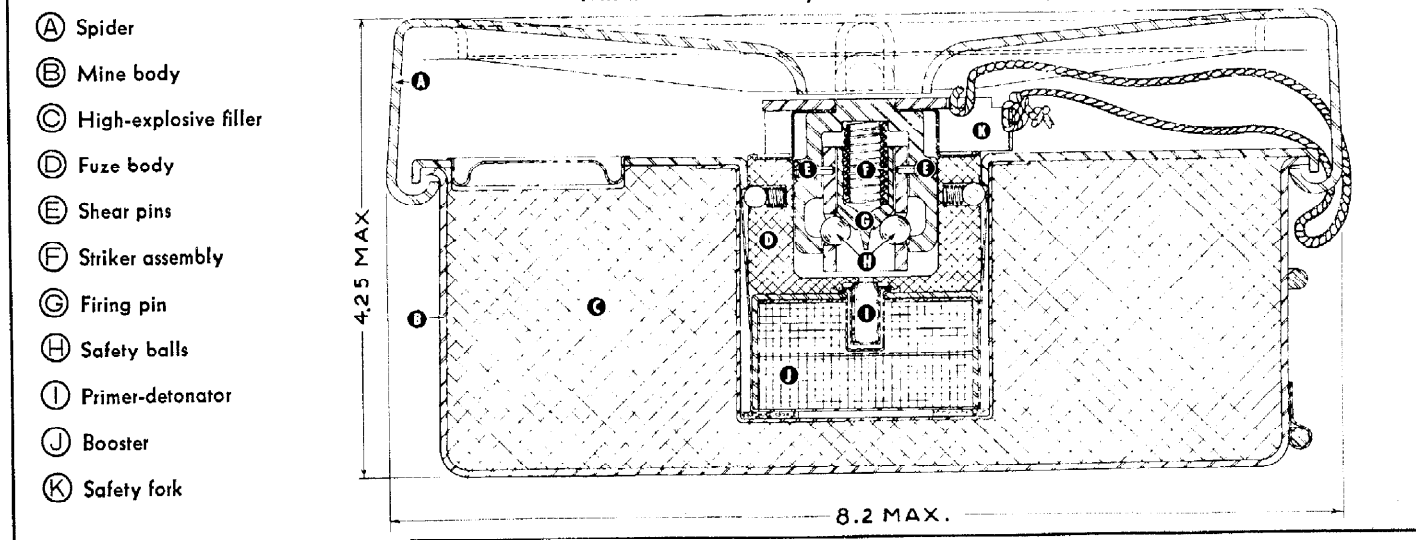 Ⓐ Spider
Ⓑ Mine body
Ⓒ High-explosive filler
Ⓓ Fuze body
Ⓔ Shear pins
Ⓕ Striker assembly
Ⓖ Firing pin
Ⓗ Safety balls
Ⓘ Primer-detonator
Ⓙ Booster
Ⓚ Safety fork
A
K
E F E
G
D
H
4.25 MAX
B
C
I
J
8.2 MAX.